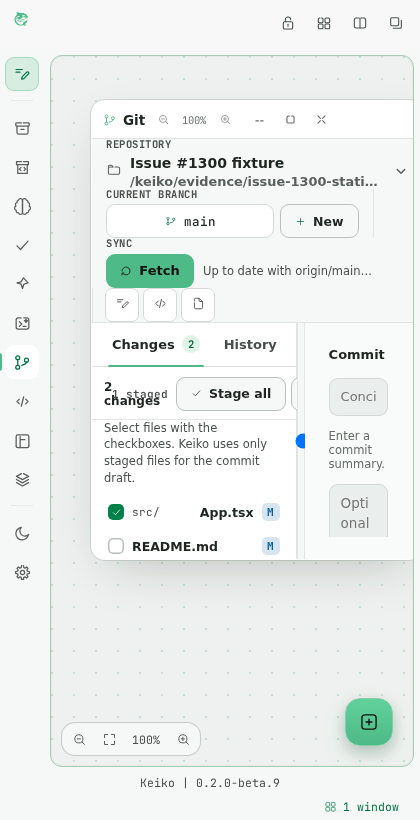 Git 100%
REPOSITORY
Issue #1300 fixture
/keiko/evidence/issue-1300-stati…
CURRENT BRANCH
main
New
SYNC
Fetch
Up to date with origin/main…
Changes 2
History
2 changes
1 staged
Stage all
Select files with the
checkboxes. Keiko uses only
staged files for the commit
draft.
src/ App.tsx M
README.md M
Commit
Conci
Enter a
commit
summary.
Opti
onal
100%
Keiko | 0.2.0-beta.9
1 window